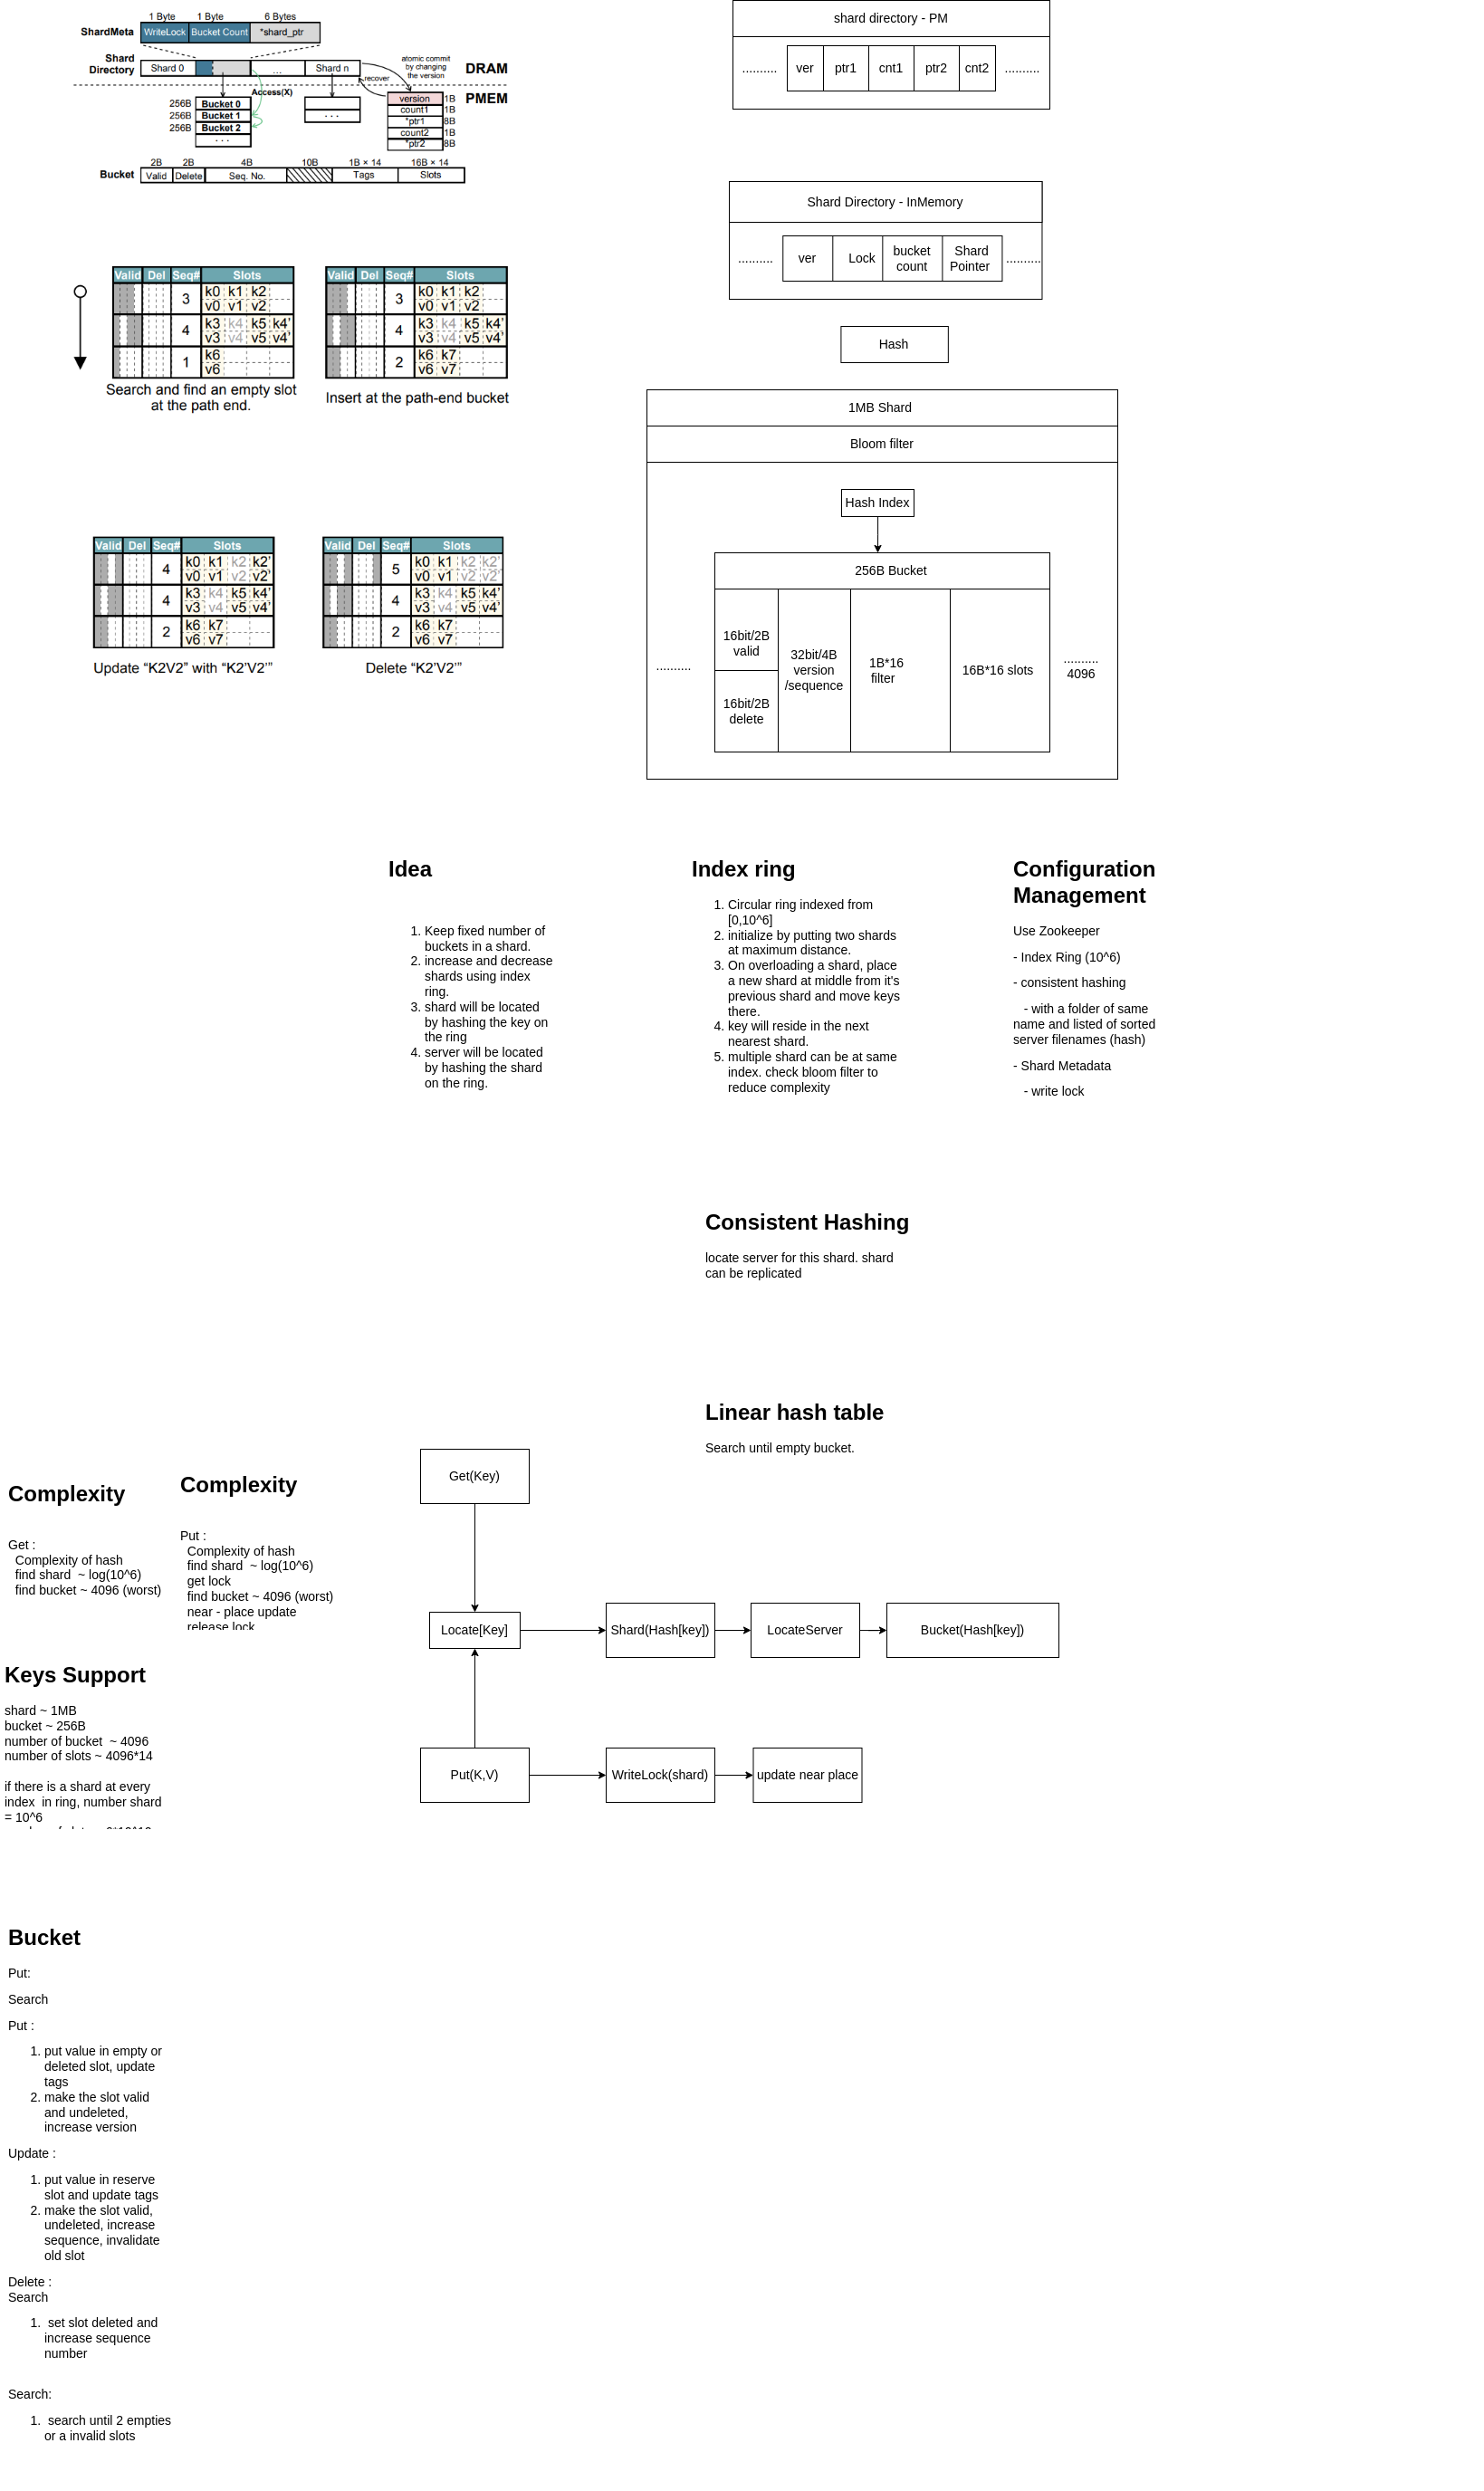 1 Byte 1 Byte 6 Bytes
ShardMeta WriteLock Bucket Count *shard_ptr
Shard
Directory
Shard 0 ... Shard n
atomic commit
by changing
the version
DRAM
recover
Access(X)
PMEM
256B Bucket 0
256B Bucket 1
256B Bucket 2
. . .
. . .
version 1B
count1 1B
*ptr1 8B
count2 1B
*ptr2 8B
2B 2B 4B 10B 1B × 14 16B × 14
Bucket Valid Delete Seq. No. Tags Slots
Valid Del Seq# Slots
3 k0 k1 k2
v0 v1 v2
4 k3 k4 k5 k4'
v3 v4 v5 v4'
1 k6
v6
Search and find an empty slot
at the path end.
Valid Del Seq# Slots
3 k0 k1 k2
v0 v1 v2
4 k3 k4 k5 k4'
v3 v4 v5 v4'
2 k6 k7
v6 v7
Insert at the path-end bucket
Valid Del Seq# Slots
4 k0 k1 k2 k2'
v0 v1 v2 v2'
4 k3 k4 k5 k4'
v3 v4 v5 v4'
2 k6 k7
v6 v7
Update “K2V2” with “K2’V2’”
Valid Del Seq# Slots
5 k0 k1 k2 k2'
v0 v1 v2 v2'
4 k3 k4 k5 k4'
v3 v4 v5 v4'
2 k6 k7
v6 v7
Delete “K2’V2’”
shard directory - PM
.......... ver ptr1 cnt1 ptr2 cnt2 ..........
Shard Directory - InMemory
.......... ver Lock bucket
count Shard
Pointer ..........
Hash
1MB Shard
Bloom filter
Hash Index
256B Bucket
16bit/2B
valid
16bit/2B
delete
32bit/4B
version
/sequence
1B*16
filter
16B*16 slots
..........
..........
4096
Idea
1. Keep fixed number of
buckets in a shard.
2. increase and decrease
shards using index
ring.
3. shard will be located
by hashing the key on
the ring
4. server will be located
by hashing the shard
on the ring.
Index ring
1. Circular ring indexed from
[0,10^6]
2. initialize by putting two shards
at maximum distance.
3. On overloading a shard, place
a new shard at middle from it's
previous shard and move keys
there.
4. key will reside in the next
nearest shard.
5. multiple shard can be at same
index. check bloom filter to
reduce complexity
Configuration
Management
Use Zookeeper
- Index Ring (10^6)
- consistent hashing
- with a folder of same
name and listed of sorted
server filenames (hash)
- Shard Metadata
- write lock
Consistent Hashing
locate server for this shard. shard
can be replicated
Linear hash table
Search until empty bucket.
Complexity
Get :
Complexity of hash
find shard ~ log(10^6)
find bucket ~ 4096 (worst)
Complexity
Put :
Complexity of hash
find shard ~ log(10^6)
get lock
find bucket ~ 4096 (worst)
near - place update
release lock
Get(Key)
Locate[Key]
Shard(Hash[key])
LocateServer
Bucket(Hash[key])
Put(K,V)
WriteLock(shard)
update near place
Keys Support
shard ~ 1MB
bucket ~ 256B
number of bucket ~ 4096
number of slots ~ 4096*14
if there is a shard at every
index in ring, number shard
= 10^6
Bucket
Put:
Search
Put :
1. put value in empty or
deleted slot, update
tags
2. make the slot valid
and undeleted,
increase version
Update :
1. put value in reserve
slot and update tags
2. make the slot valid,
undeleted, increase
sequence, invalidate
old slot
Delete :
Search
1. set slot deleted and
increase sequence
number
Search:
1. search until 2 empties
or a invalid slots